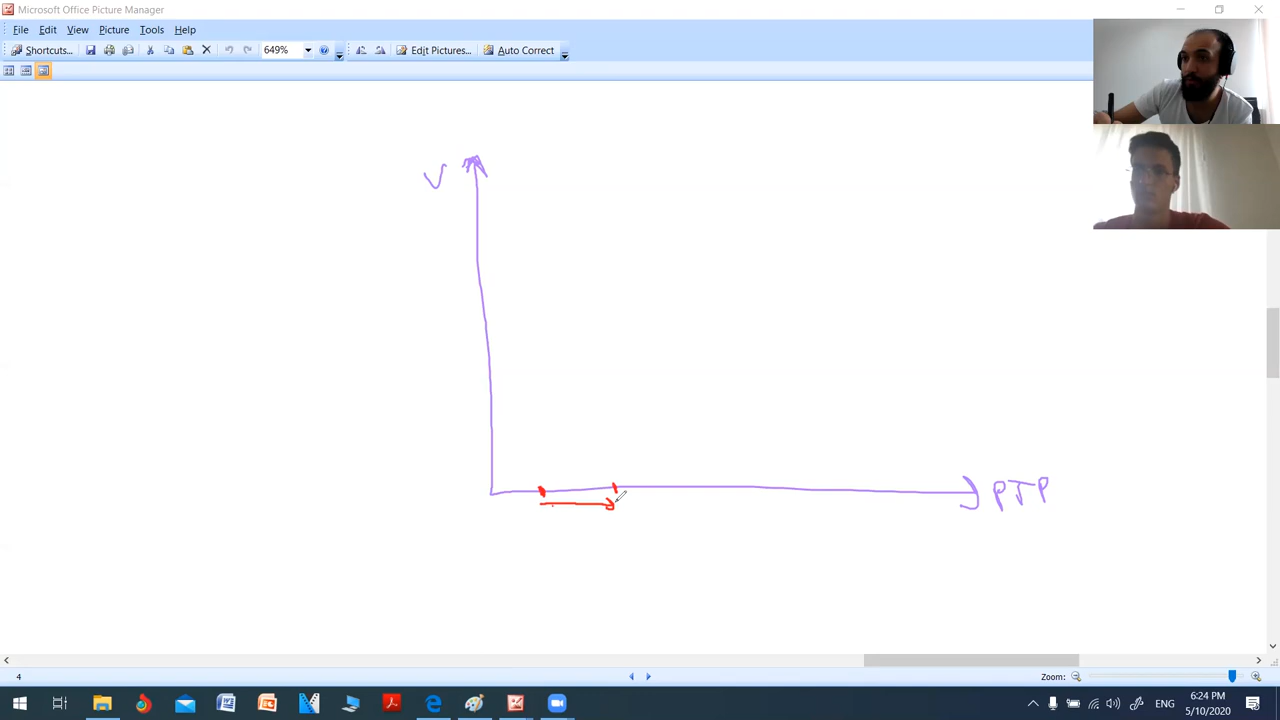 Microsoft Office Picture Manager
File Edit View Picture Tools Help
Shortcuts... 649% Edit Pictures... Auto Correct
V
PTP
4 Zoom:
ENG 6:24 PM
5/10/2020